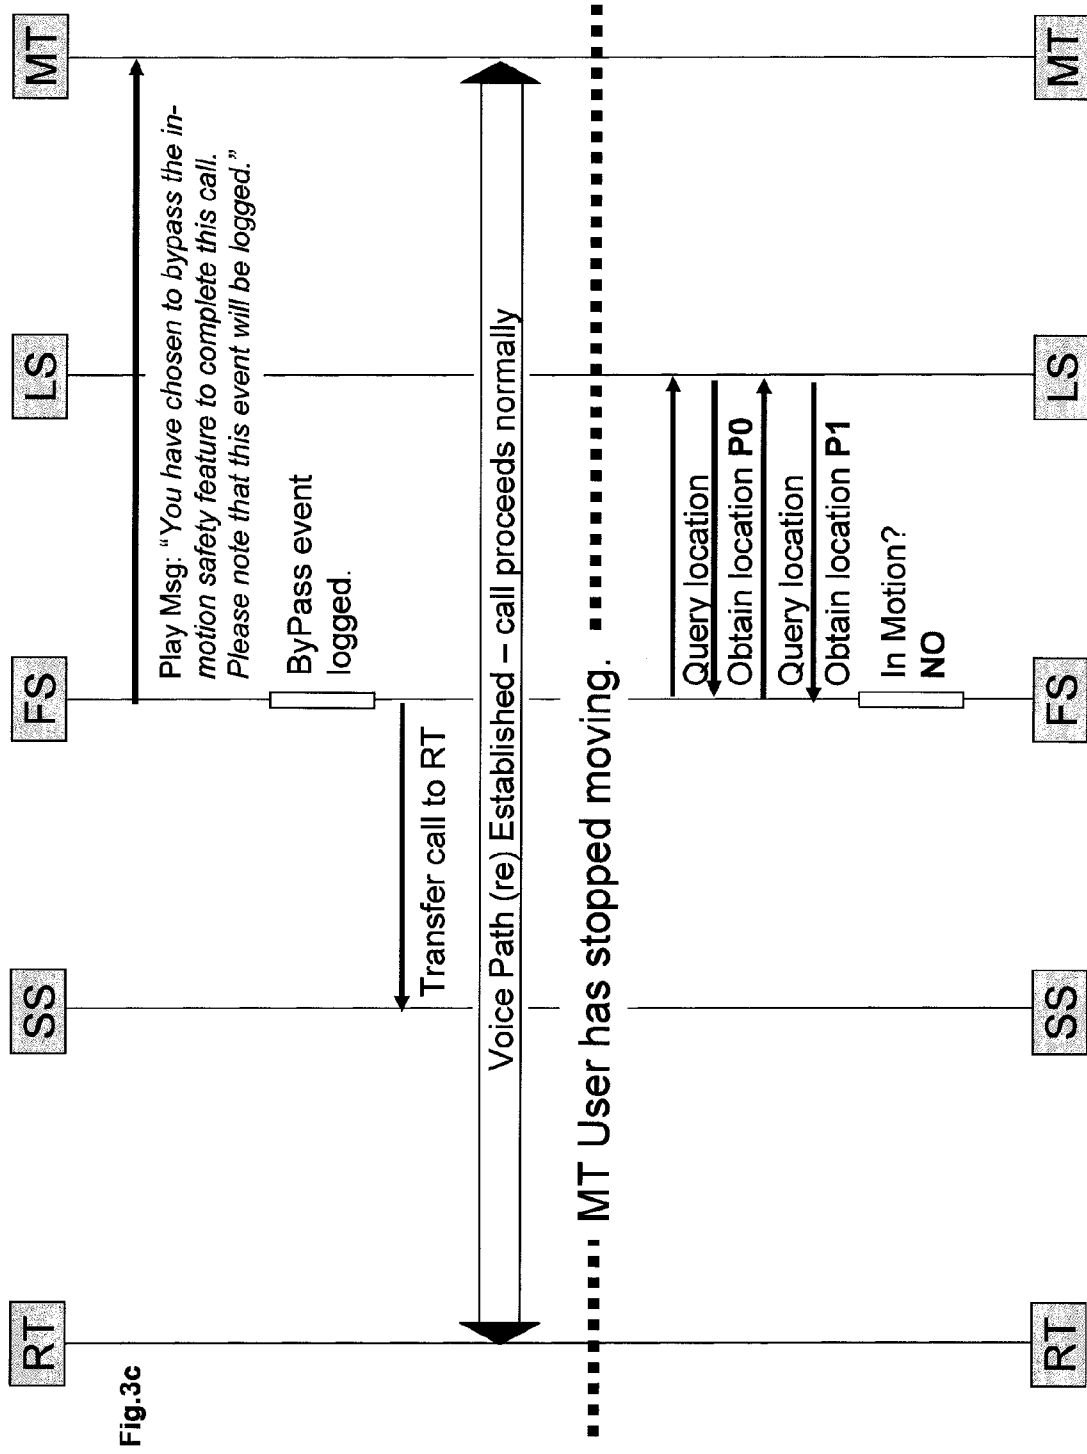 RT
SS
FS
LS
MT
Fig.3c
Play Msg: “You have chosen to bypass the in-
motion safety feature to complete this call.
Please note that this event will be logged.”
ByPass event
logged.
Transfer call to RT
Voice Path (re) Established – call proceeds normally
MT User has stopped moving.
Query location
Obtain location P0
Query location
Obtain location P1
In Motion?
NO
RT
SS
FS
LS
MT